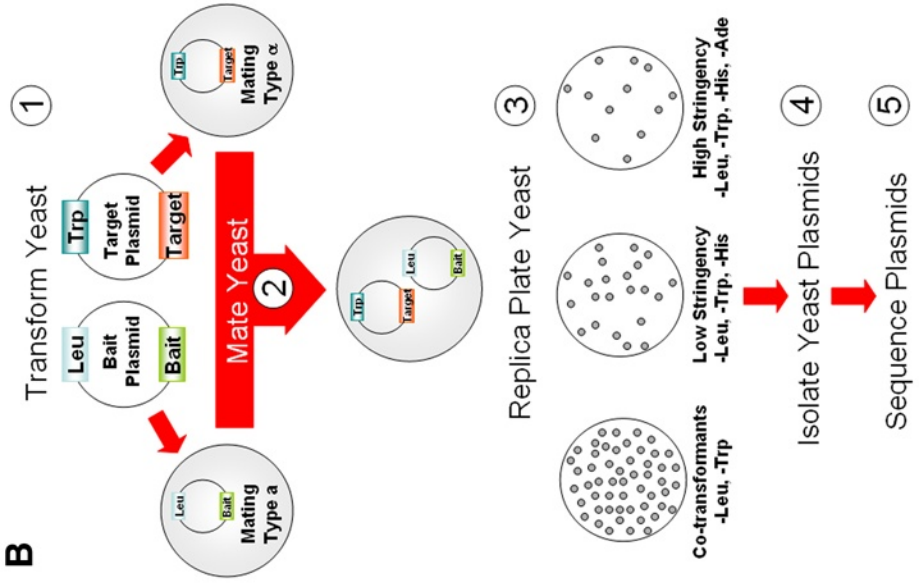 B
Transform Yeast
1
Leu
Bait
Plasmid
Bait
Trp
Target
Plasmid
Target
Leu
Bait
Mating
Type a
Trp
Target
Mating
Type α
Mate Yeast
2
Trp
Target
Leu
Bait
Replica Plate Yeast
3
Co-transformants
-Leu, -Trp
Low Stringency
-Leu, -Trp, -His
High Stringency
-Leu, -Trp, -His, -Ade
Isolate Yeast Plasmids
4
Sequence Plasmids
5